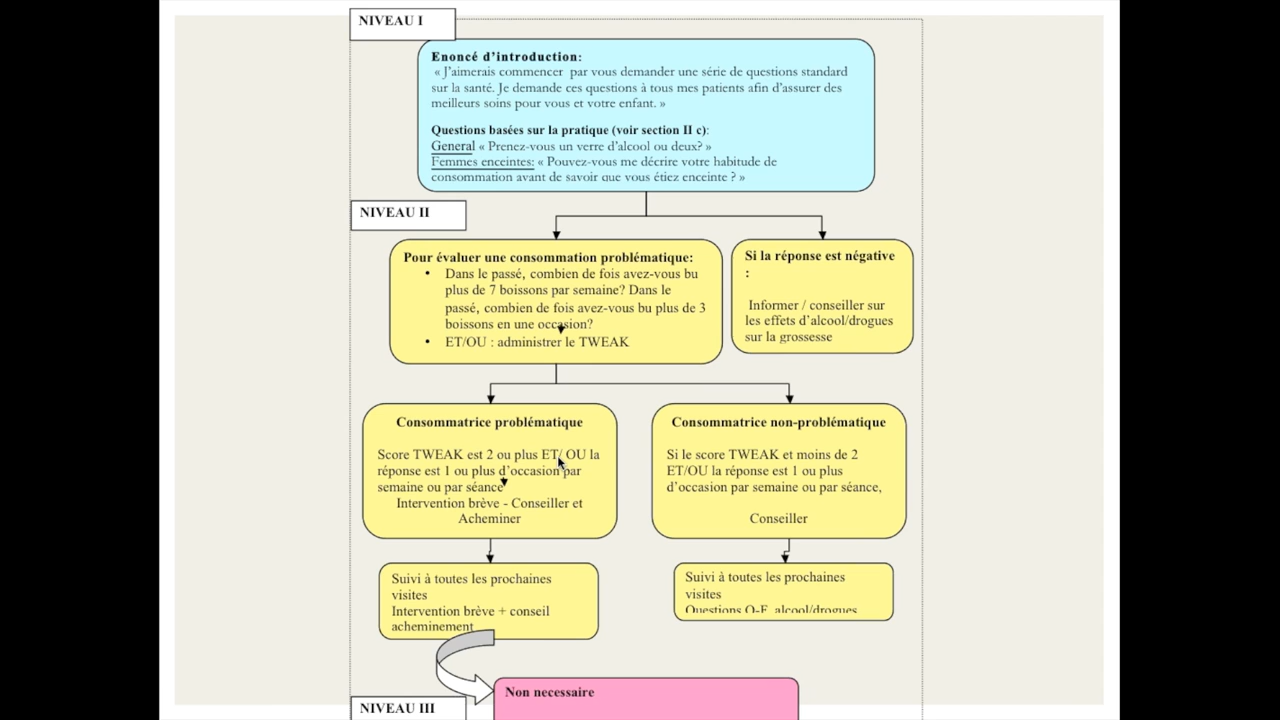 NIVEAU I
Enoncé d’introduction:
« J’aimerais commencer par vous demander une série de questions standard
sur la santé. Je demande ces questions à tous mes patients afin d’assurer des
meilleurs soins pour vous et votre enfant. »
Questions basées sur la pratique (voir section II c):
General « Prenez-vous un verre d’alcool ou deux? »
Femmes enceintes: « Pouvez-vous me décrire votre habitude de
consommation avant de savoir que vous étiez enceinte ? »
NIVEAU II
Pour évaluer une consommation problématique:
• Dans le passé, combien de fois avez-vous bu
plus de 7 boissons par semaine? Dans le
passé, combien de fois avez-vous bu plus de 3
boissons en une occasion?
• ET/OU : administrer le TWEAK
Si la réponse est négative
:
Informer / conseiller sur
les effets d’alcool/drogues
sur la grossesse
Consommatrice problématique
Score TWEAK est 2 ou plus ET/ OU la
réponse est 1 ou plus d’occasion par
semaine ou par séance
Intervention brève - Conseiller et
Acheminer
Consommatrice non-problématique
Si le score TWEAK et moins de 2
ET/OU la réponse est 1 ou plus
d’occasion par semaine ou par séance,
Conseiller
Suivi à toutes les prochaines
visites
Intervention brève + conseil
acheminement
Suivi à toutes les prochaines
visites
Questions Q-F, alcool/drogues
Non necessaire
NIVEAU III